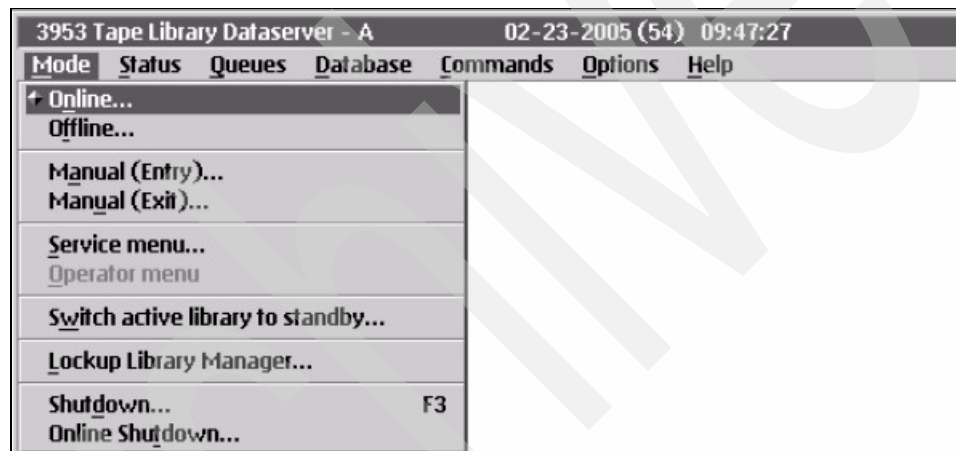 3953 Tape Library Dataserver - A 02-23-2005 (54) 09:47:27
Mode Status Queues Database Commands Options Help
Online...
Offline...
Manual (Entry)...
Manual (Exit)...
Service menu...
Operator menu
Switch active library to standby...
Lockup Library Manager...
Shutdown... F3
Online Shutdown...